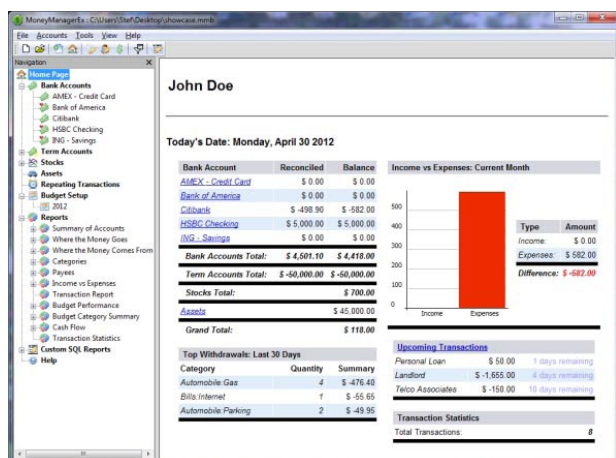 MoneyManagerEx : C:\Users\Stef\Desktop\showcase.mmb
File Accounts Tools View Help
Navigation
Home Page
Bank Accounts
AMEX - Credit Card
Bank of America
Citibank
HSBC Checking
ING - Savings
Term Accounts
Stocks
Assets
Repeating Transactions
Budget Setup
2012
Reports
Summary of Accounts
Where the Money Goes
Where the Money Comes From
Categories
Payees
Income vs Expenses
Transaction Report
Budget Performance
Budget Category Summary
Cash Flow
Transaction Statistics
Custom SQL Reports
Help
John Doe
Today's Date: Monday, April 30 2012
Bank Account Reconciled Balance
AMEX - Credit Card $ 0.00 $ 0.00
Bank of America $ 0.00 $ 0.00
Citibank $ -498.90 $ -582.00
HSBC Checking $ 5,000.00 $ 5,000.00
ING - Savings $ 0.00 $ 0.00
Bank Accounts Total: $ 4,501.10 $ 4,418.00
Term Accounts Total: $ -50,000.00 $ -50,000.00
Stocks Total: $ 700.00
Assets $ 45,000.00
Grand Total: $ 118.00
Top Withdrawals: Last 30 Days
Category Quantity Summary
Automobile:Gas 4 $ -476.40
Bills:Internet 1 $ -55.65
Automobile:Parking 2 $ -49.95
Income vs Expenses: Current Month
500
400
300
200
100
0
Income Expenses
Type Amount
Income: $ 0.00
Expenses: $ 582.00
Difference: $ -582.00
Upcoming Transactions
Personal Loan $ 50.00 1 days remaining
Landlord $ -1,655.00 4 days remaining
Telco Associates $ -150.00 18 days remaining
Transaction Statistics
Total Transactions: 8